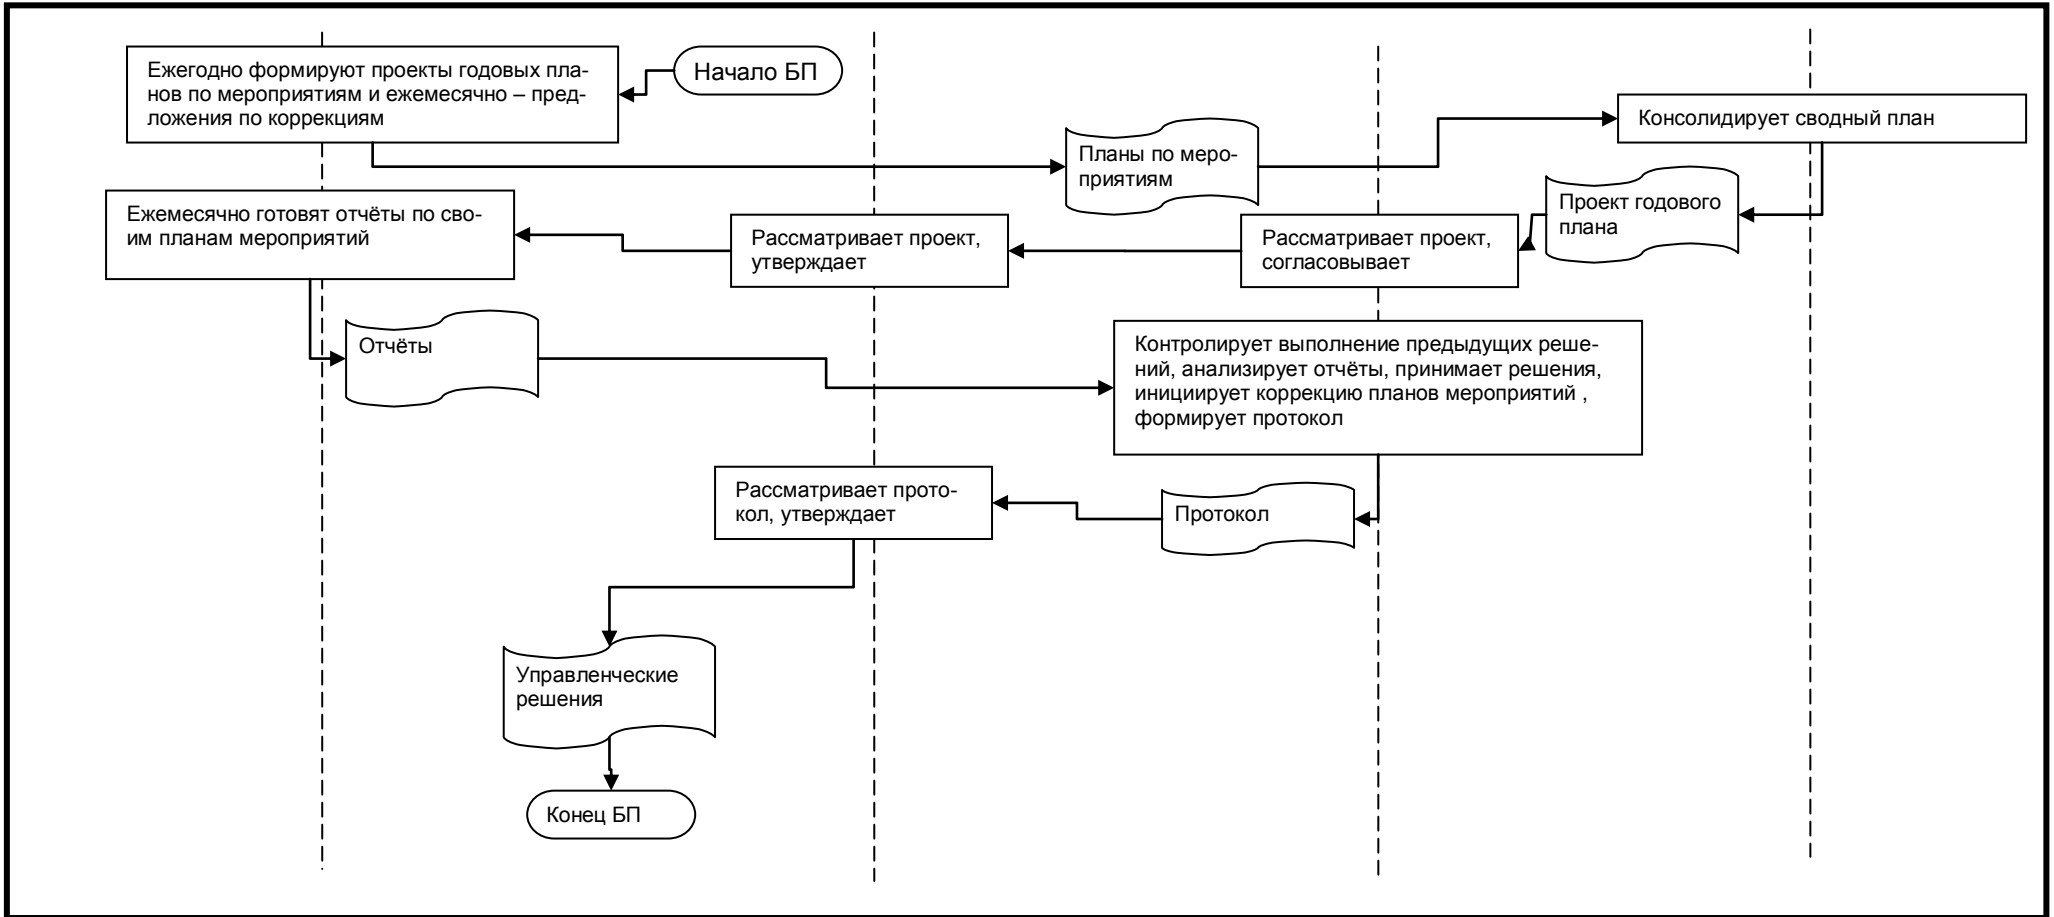 Ежегодно формируют проекты годовых пла-
нов по мероприятиям и ежемесячно – пред-
ложения по коррекциям
Начало БП
Консолидирует сводный план
Планы по меро-
приятиям
Проект годового
плана
Ежемесячно готовят отчёты по сво-
им планам мероприятий
Рассматривает проект,
утверждает
Рассматривает проект,
согласовывает
Отчёты
Контролирует выполнение предыдущих реше-
ний, анализирует отчёты, принимает решения,
инициирует коррекцию планов мероприятий ,
формирует протокол
Рассматривает прото-
кол, утверждает
Протокол
Управленческие
решения
Конец БП